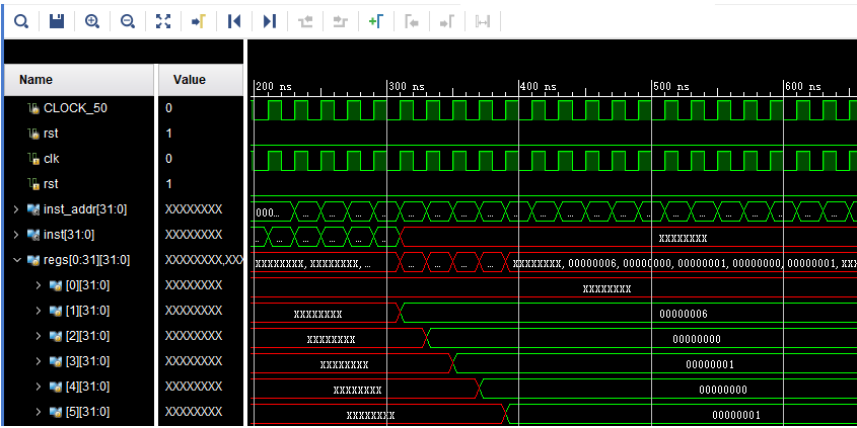 Name Value
200 ns 300 ns 400 ns 500 ns 600 ns
CLOCK_50 0
rst 1
clk 0
rst 1
inst_addr[31:0] XXXXXXXX 000... ... ... ... ... ... ... ... ... ... ... ... ... ... ... ... ... ... ... ... ... ...
inst[31:0] XXXXXXXX ... ... ... ... ... ... XXXXXXXX
regs[0:31][31:0] XXXXXXXX,XXX XXXXXXXX, XXXXXXXX, ... ... ... ... ... XXXXXXXX, 00000006, 00000000, 00000001, 00000000, 00000001, XXX
[0][31:0] XXXXXXXX XXXXXXXX
[1][31:0] XXXXXXXX XXXXXXXX 00000006
[2][31:0] XXXXXXXX XXXXXXXX 00000000
[3][31:0] XXXXXXXX XXXXXXXX 00000001
[4][31:0] XXXXXXXX XXXXXXXX 00000000
[5][31:0] XXXXXXXX XXXXXXXX 00000001